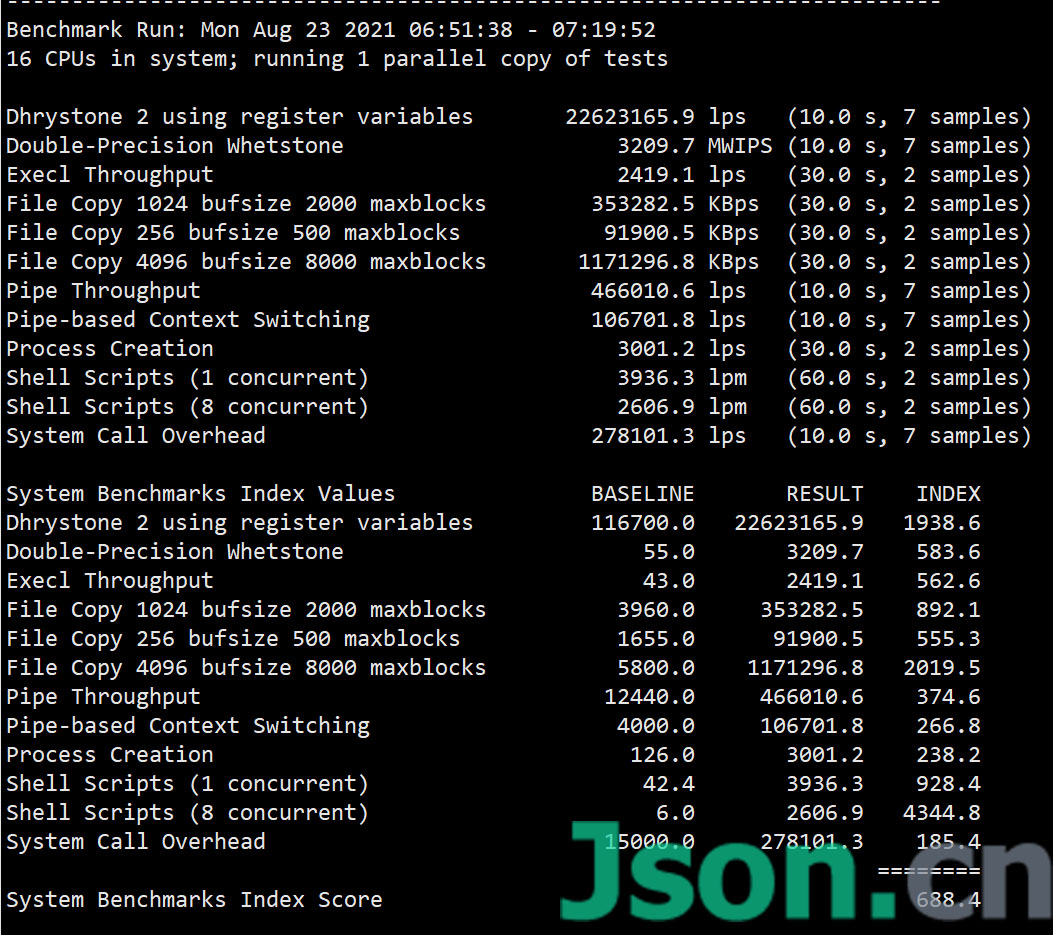 ------------------------------------------------------------------------
Benchmark Run: Mon Aug 23 2021 06:51:38 - 07:19:52
16 CPUs in system; running 1 parallel copy of tests
Dhrystone 2 using register variables 22623165.9 lps (10.0 s, 7 samples)
Double-Precision Whetstone 3209.7 MWIPS (10.0 s, 7 samples)
Execl Throughput 2419.1 lps (30.0 s, 2 samples)
File Copy 1024 bufsize 2000 maxblocks 353282.5 KBps (30.0 s, 2 samples)
File Copy 256 bufsize 500 maxblocks 91900.5 KBps (30.0 s, 2 samples)
File Copy 4096 bufsize 8000 maxblocks 1171296.8 KBps (30.0 s, 2 samples)
Pipe Throughput 466010.6 lps (10.0 s, 7 samples)
Pipe-based Context Switching 106701.8 lps (10.0 s, 7 samples)
Process Creation 3001.2 lps (30.0 s, 2 samples)
Shell Scripts (1 concurrent) 3936.3 lpm (60.0 s, 2 samples)
Shell Scripts (8 concurrent) 2606.9 lpm (60.0 s, 2 samples)
System Call Overhead 278101.3 lps (10.0 s, 7 samples)
System Benchmarks Index Values BASELINE RESULT INDEX
Dhrystone 2 using register variables 116700.0 22623165.9 1938.6
Double-Precision Whetstone 55.0 3209.7 583.6
Execl Throughput 43.0 2419.1 562.6
File Copy 1024 bufsize 2000 maxblocks 3960.0 353282.5 892.1
File Copy 256 bufsize 500 maxblocks 1655.0 91900.5 555.3
File Copy 4096 bufsize 8000 maxblocks 5800.0 1171296.8 2019.5
Pipe Throughput 12440.0 466010.6 374.6
Pipe-based Context Switching 4000.0 106701.8 266.8
Process Creation 126.0 3001.2 238.2
Shell Scripts (1 concurrent) 42.4 3936.3 928.4
Shell Scripts (8 concurrent) 6.0 2606.9 4344.8
System Call Overhead 15000.0 278101.3 185.4
========
System Benchmarks Index Score 688.4
Json.cn